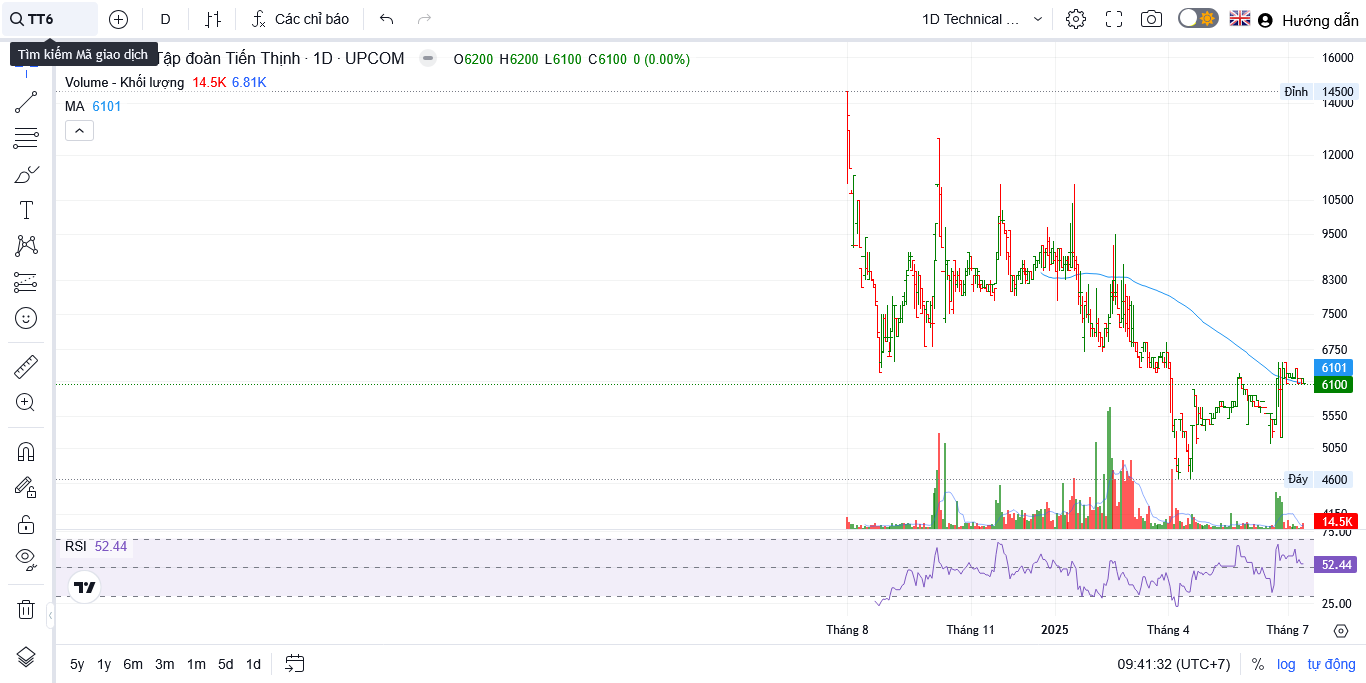 TT6
D
Các chỉ báo
1D Technical ...
Hướng dẫn
Tìm kiếm Mã giao dịch
Tập đoàn Tiến Thịnh · 1D · UPCOM
O6200 H6200 L6100 C6100 0 (0.00%)
Volume - Khối lượng 14.5K 6.81K
MA 6101
16000
Đỉnh 14500
14000
12000
10500
9500
8300
7500
6750
6101
6100
5550
5050
Đáy 4600
4150
14.5K
75.00
RSI 52.44
52.44
25.00
Tháng 8 Tháng 11 2025 Tháng 4 Tháng 7
5y 1y 6m 3m 1m 5d 1d
09:41:32 (UTC+7) % log tự động